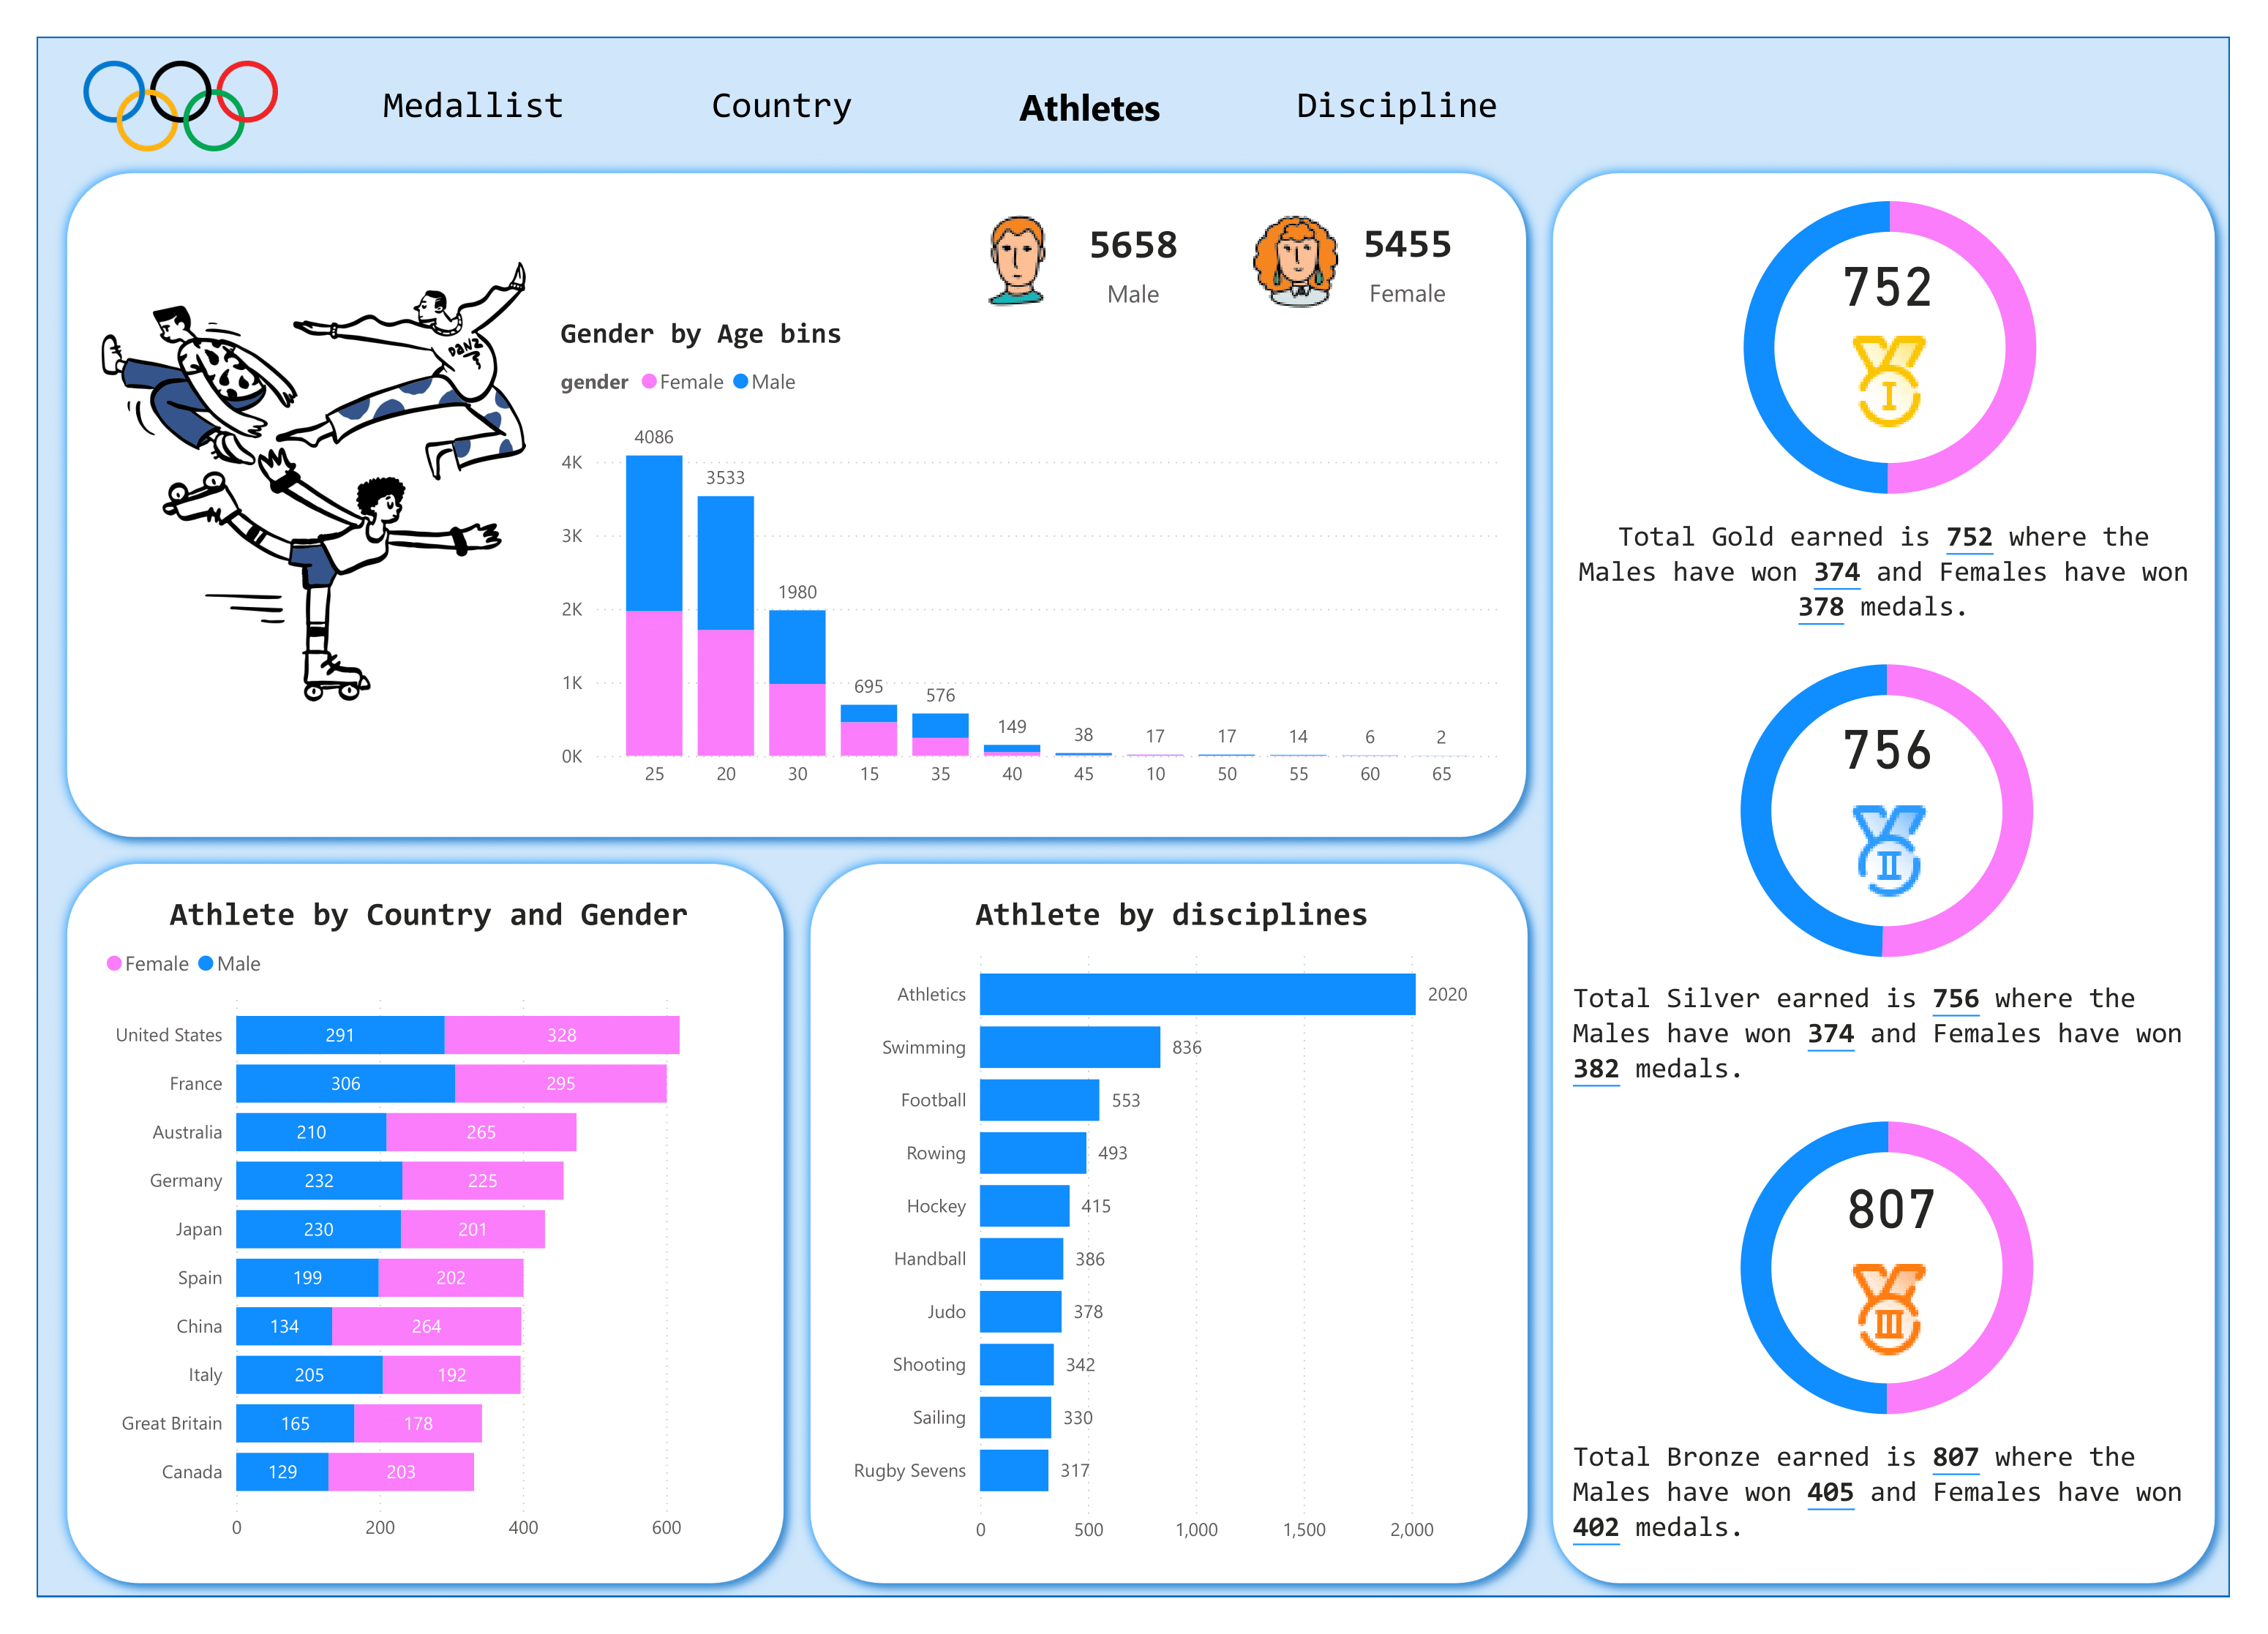 Medallist Country Athletes Discipline
5658 5455
Male Female
DANZ
?
Gender by Age bins
gender Female Male
4086
3533
1980
695
576
149
38
17
17
14
6
2
4K
3K
2K
1K
0K
25 20 30 15 35 40 45 10 50 55 60 65
752
I
Total Gold earned is 752 where the
Males have won 374 and Females have won
378 medals.
756
II
Total Silver earned is 756 where the
Males have won 374 and Females have won
382 medals.
807
III
Total Bronze earned is 807 where the
Males have won 405 and Females have won
402 medals.
Athlete by Country and Gender
Female Male
United States 291 328
France 306 295
Australia 210 265
Germany 232 225
Japan 230 201
Spain 199 202
China 134 264
Italy 205 192
Great Britain 165 178
Canada 129 203
0 200 400 600
Athlete by disciplines
Athletics 2020
Swimming 836
Football 553
Rowing 493
Hockey 415
Handball 386
Judo 378
Shooting 342
Sailing 330
Rugby Sevens 317
0 500 1,000 1,500 2,000